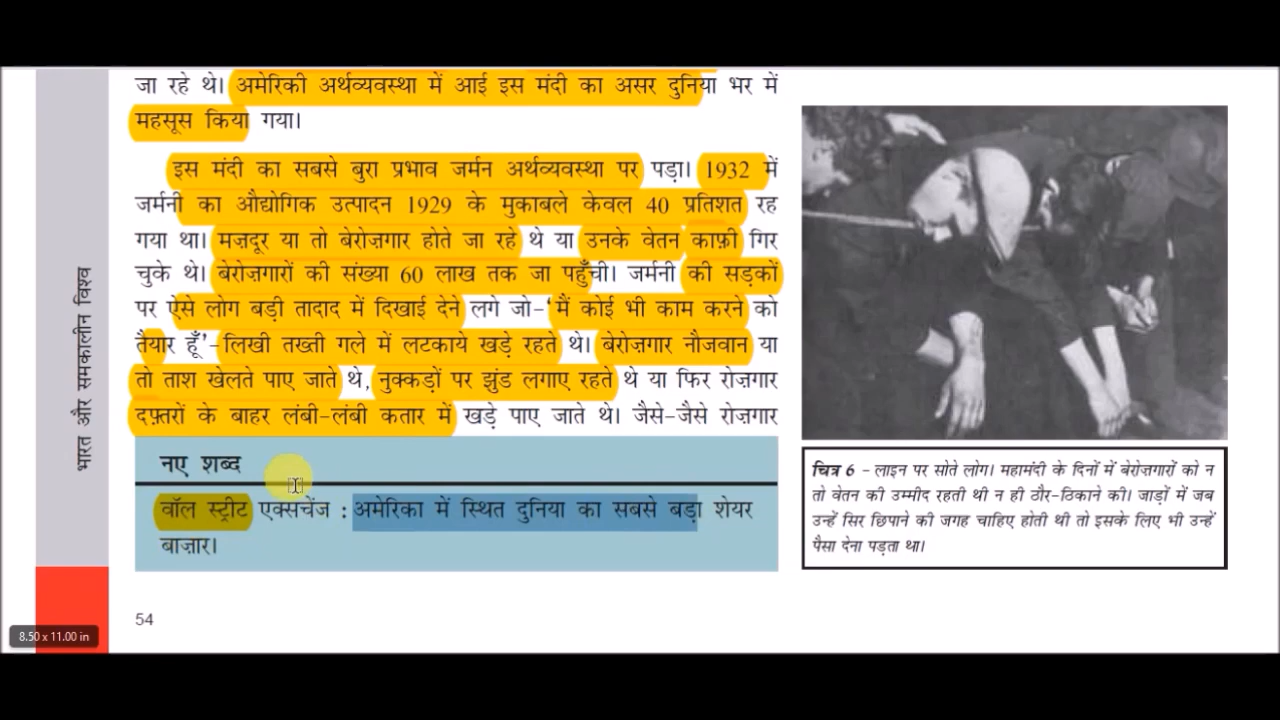 जा रहे थे। अमेरिकी अर्थव्यवस्था में आई इस मंदी का असर दुनिया भर में
महसूस किया गया।
इस मंदी का सबसे बुरा प्रभाव जर्मन अर्थव्यवस्था पर पड़ा। 1932 में
जर्मनी का औद्योगिक उत्पादन 1929 के मुकाबले केवल 40 प्रतिशत रह
गया था। मज़दूर या तो बेरोज़गार होते जा रहे थे या उनके वेतन काफ़ी गिर
चुके थे। बेरोज़गारों की संख्या 60 लाख तक जा पहुँची। जर्मनी की सड़कों
पर ऐसे लोग बड़ी तादाद में दिखाई देने लगे जो-‘मैं कोई भी काम करने को
तैयार हूँ’-लिखी तख्ती गले में लटकाये खड़े रहते थे। बेरोज़गार नौजवान या
तो ताश खेलते पाए जाते थे, नुक्कड़ों पर झुंड लगाए रहते थे या फिर रोज़गार
दफ़्तरों के बाहर लंबी-लंबी कतार में खड़े पाए जाते थे। जैसे-जैसे रोज़गार
नए शब्द
वॉल स्ट्रीट एक्सचेंज : अमेरिका में स्थित दुनिया का सबसे बड़ा शेयर
बाज़ार।
54
8.50 x 11.00 in
भारत और समकालीन विश्व
चित्र 6 - लाइन पर सोते लोग। महामंदी के दिनों में बेरोज़गारों को न
तो वेतन की उम्मीद रहती थी न ही ठौर-ठिकाने की। जाड़ों में जब
उन्हें सिर छिपाने की जगह चाहिए होती थी तो इसके लिए भी उन्हें
पैसा देना पड़ता था।